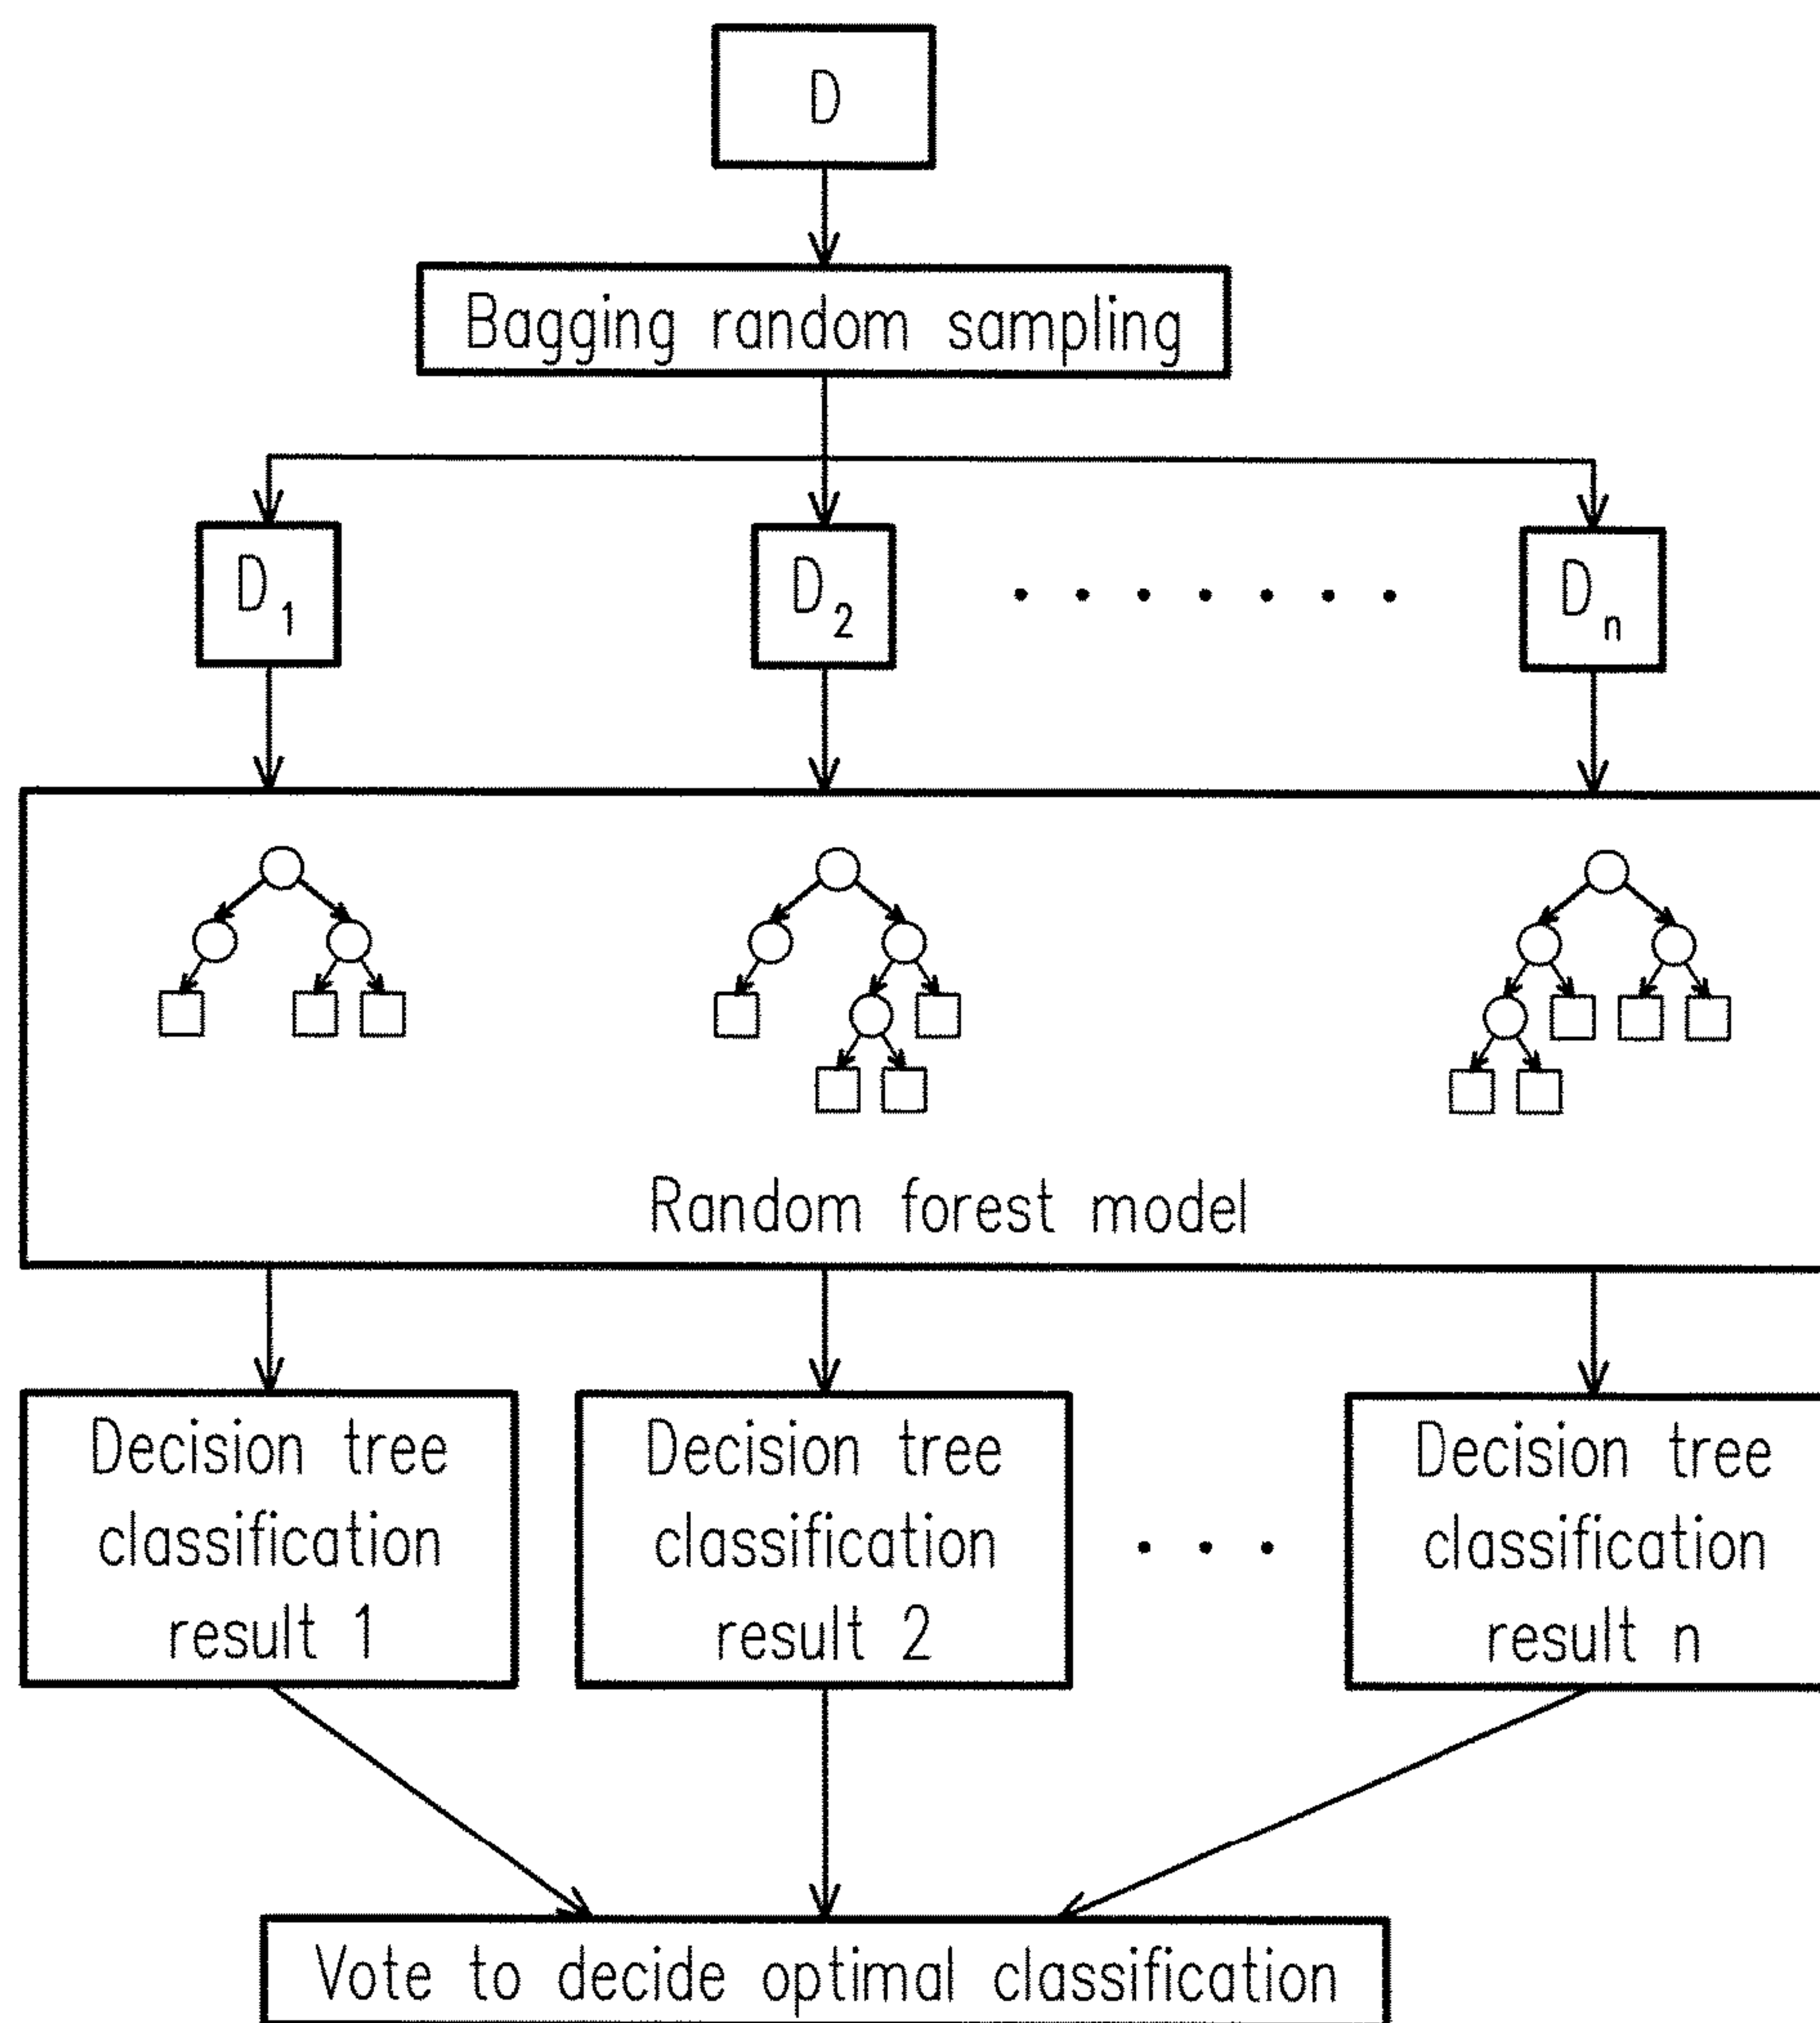 D
Bagging random sampling
D₁ D₂ · · · · · · · Dₙ
Random forest model
Decision tree classification result 1
Decision tree classification result 2
· · ·
Decision tree classification result n
Vote to decide optimal classification